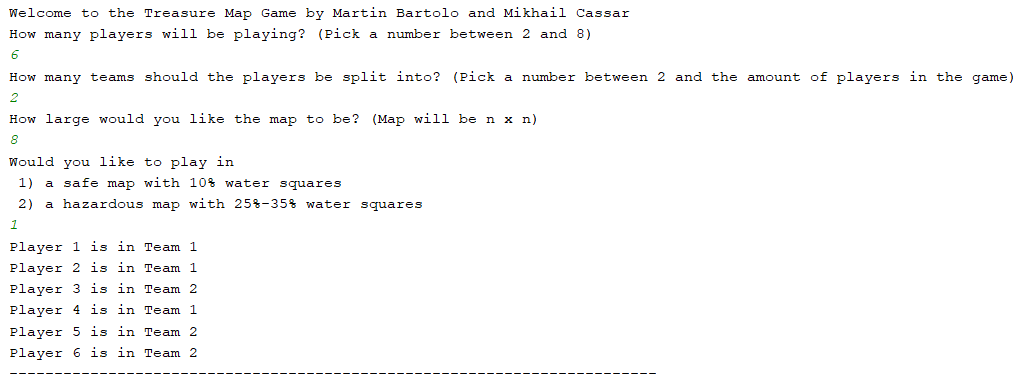 Welcome to the Treasure Map Game by Martin Bartolo and Mikhail Cassar
How many players will be playing? (Pick a number between 2 and 8)
6
How many teams should the players be split into? (Pick a number between 2 and the amount of players in the game)
2
How large would you like the map to be? (Map will be n x n)
8
Would you like to play in
 1) a safe map with 10% water squares
 2) a hazardous map with 25%-35% water squares
1
Player 1 is in Team 1
Player 2 is in Team 1
Player 3 is in Team 2
Player 4 is in Team 1
Player 5 is in Team 2
Player 6 is in Team 2
------------------------------------------------------------------------